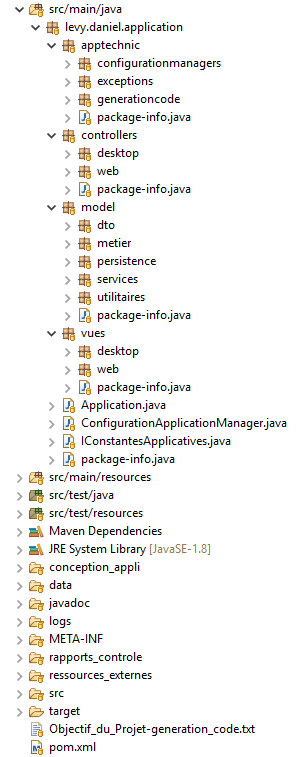 src/main/java
levy.daniel.application
apptechnic
configurationmanagers
exceptions
generationcode
package-info.java
controllers
desktop
web
package-info.java
model
dto
metier
persistence
services
utilitaires
package-info.java
vues
desktop
web
package-info.java
Application.java
ConfigurationApplicationManager.java
IConstantesApplicatives.java
package-info.java
src/main/resources
src/test/java
src/test/resources
Maven Dependencies
JRE System Library [JavaSE-1.8]
conception_appli
data
javadoc
logs
META-INF
rapports_controle
ressources_externes
src
target
Objectif_du_Projet-generation_code.txt
pom.xml